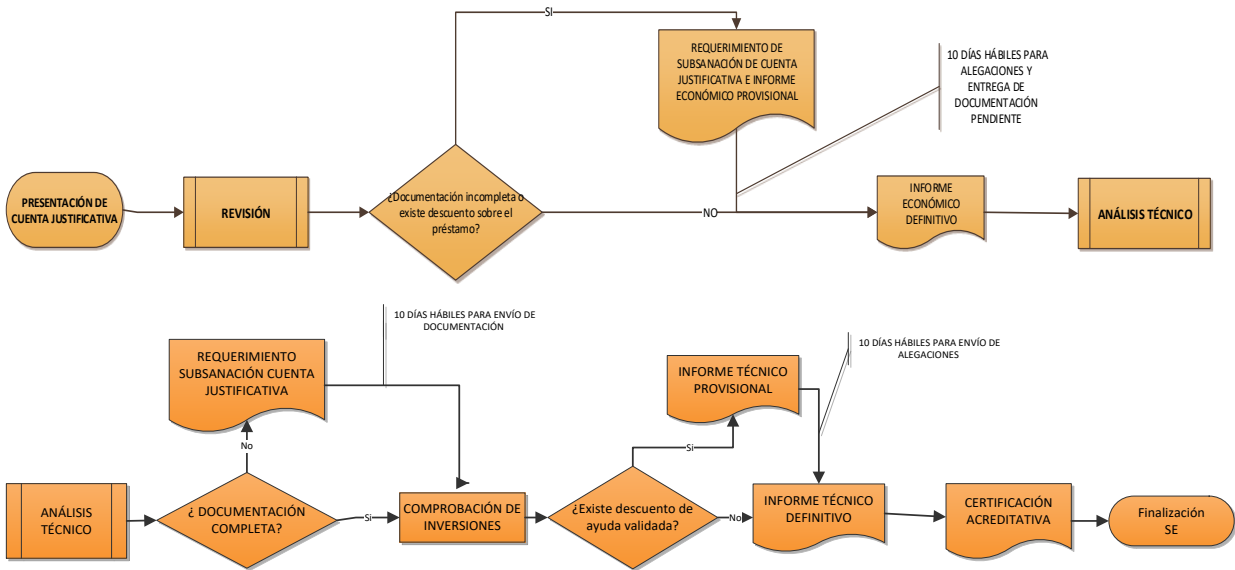 SI
REQUERIMIENTO DE
SUBSANACIÓN DE CUENTA
JUSTIFICATIVA E INFORME
ECONÓMICO PROVISIONAL
10 DÍAS HÁBILES PARA
ALEGACIONES Y
ENTREGA DE
DOCUMENTACIÓN
PENDIENTE
PRESENTACIÓN DE
CUENTA JUSTIFICATIVA
REVISIÓN
¿Documentación incompleta o
existe descuento sobre el
préstamo?
NO
INFORME
ECONÓMICO
DEFINITIVO
ANÁLISIS TÉCNICO
10 DÍAS HÁBILES PARA ENVÍO DE
DOCUMENTACIÓN
REQUERIMIENTO
SUBSANACIÓN CUENTA
JUSTIFICATIVA
INFORME TÉCNICO
PROVISIONAL
10 DÍAS HÁBILES PARA ENVÍO DE
ALEGACIONES
No
Si
ANÁLISIS
TÉCNICO
¿ DOCUMENTACIÓN
COMPLETA?
Si
COMPROBACIÓN DE
INVERSIONES
¿Existe descuento de
ayuda validada?
No
INFORME TÉCNICO
DEFINITIVO
CERTIFICACIÓN
ACREDITATIVA
Finalización
SE